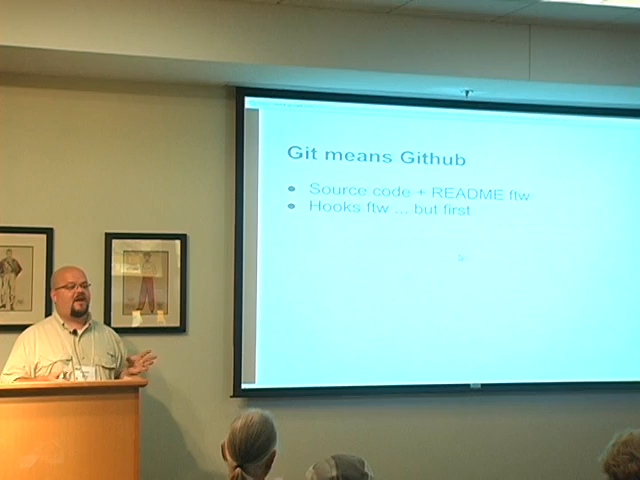 Git means Github
● Source code + README ftw
● Hooks ftw ... but first